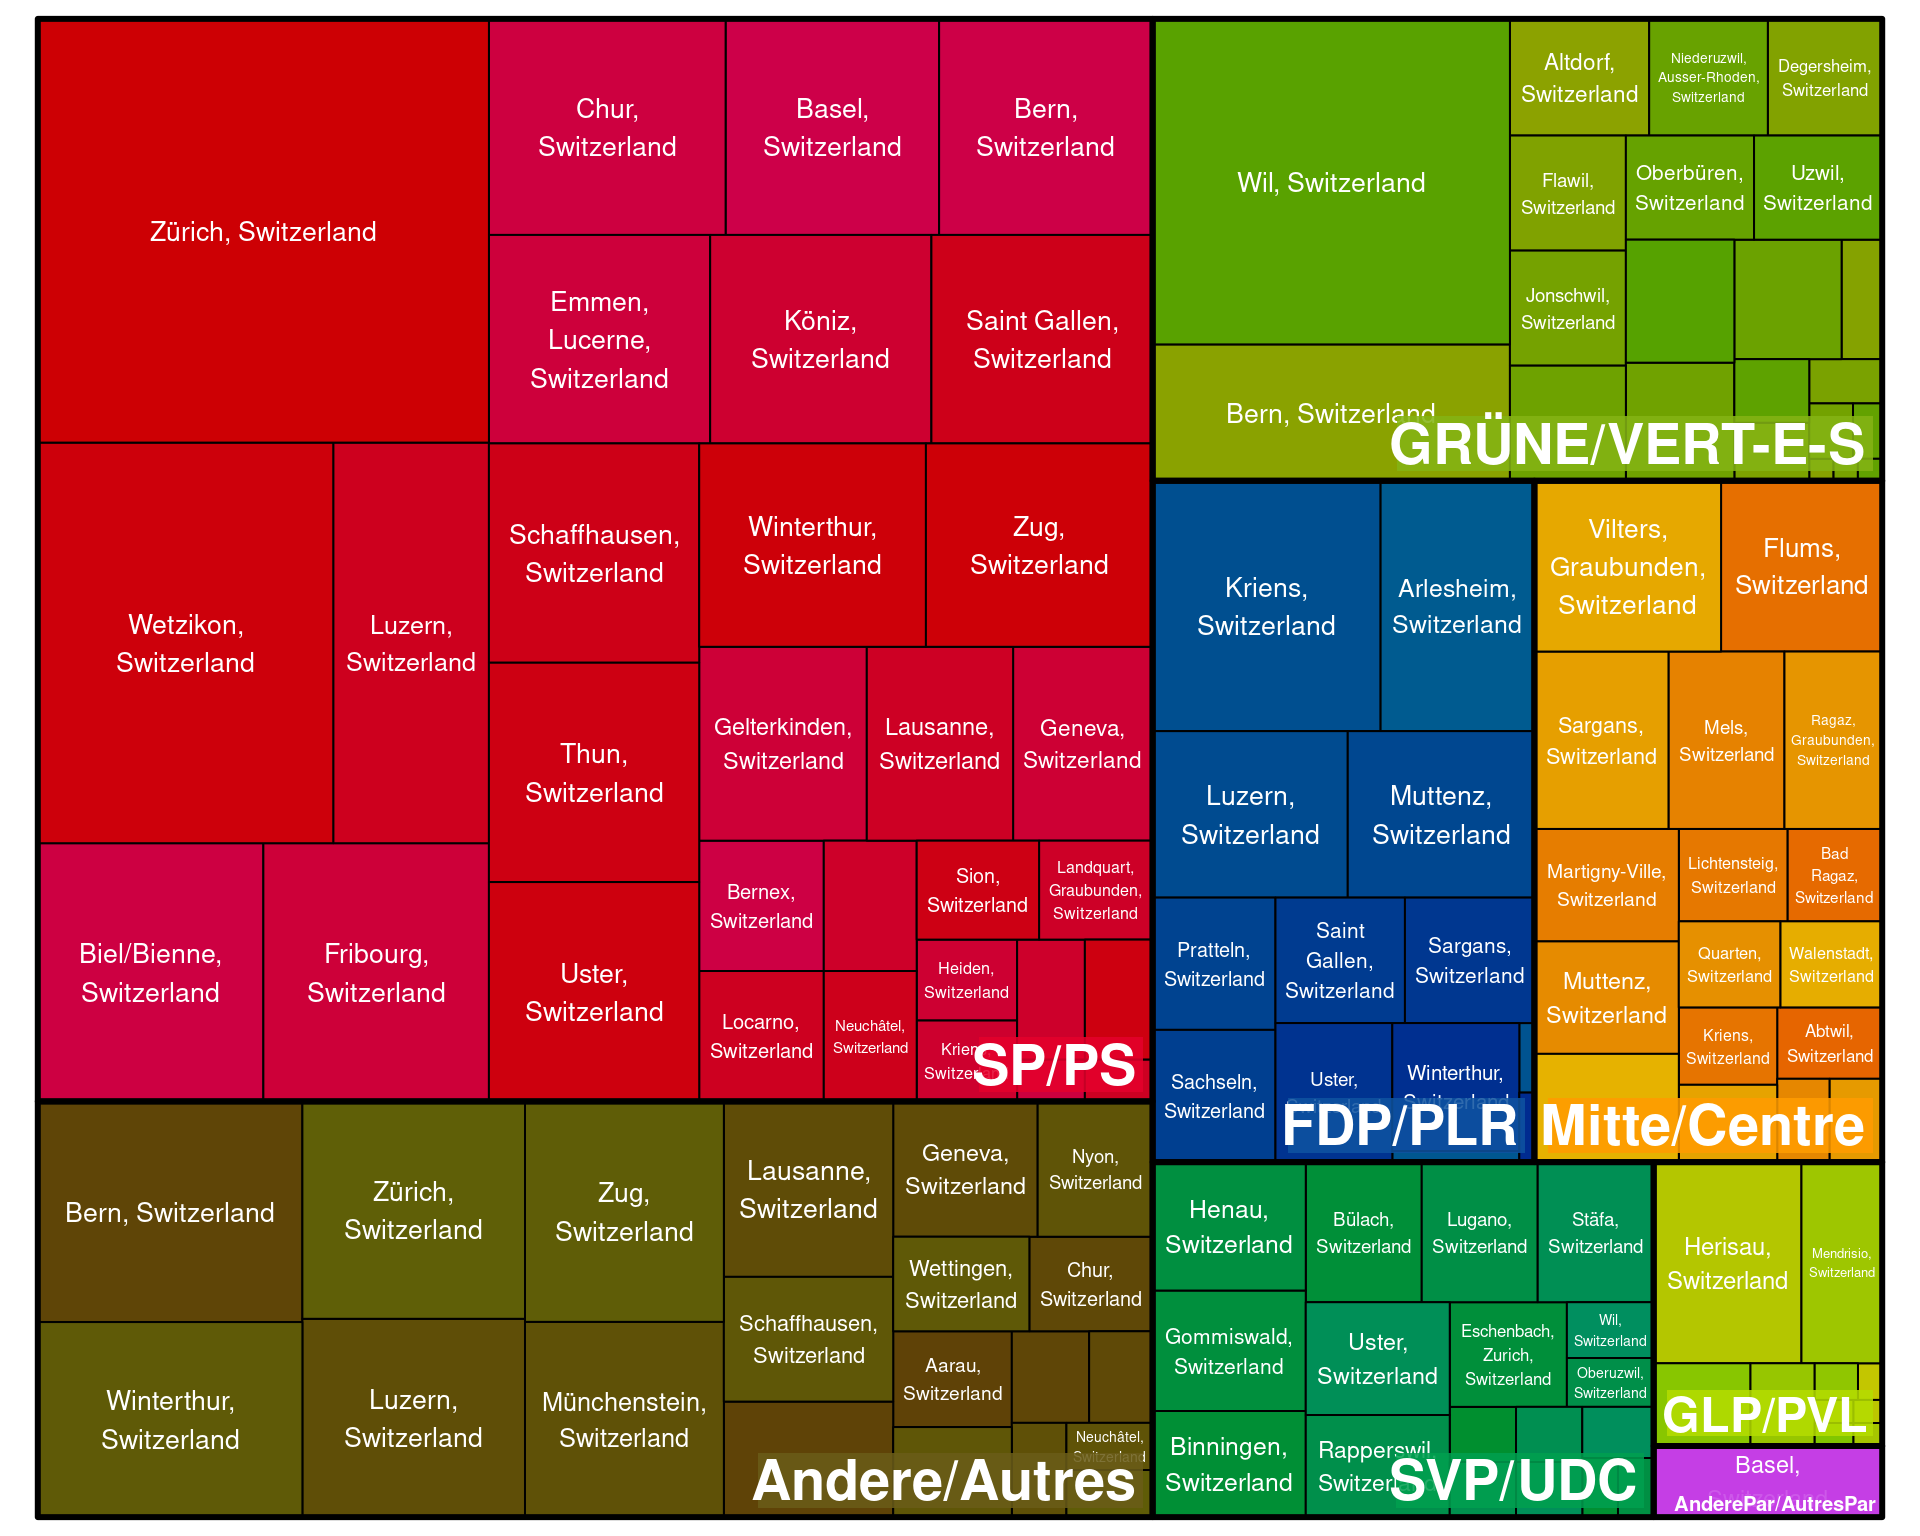 Zürich, Switzerland
Chur,
Switzerland
Basel,
Switzerland
Bern,
Switzerland
Emmen,
Lucerne,
Switzerland
Köniz,
Switzerland
Saint Gallen,
Switzerland
Wetzikon,
Switzerland
Luzern,
Switzerland
Schaffhausen,
Switzerland
Winterthur,
Switzerland
Zug,
Switzerland
Thun,
Switzerland
Gelterkinden,
Switzerland
Lausanne,
Switzerland
Geneva,
Switzerland
Biel/Bienne,
Switzerland
Fribourg,
Switzerland
Uster,
Switzerland
Bernex,
Switzerland
Sion,
Switzerland
Landquart,
Graubunden,
Switzerland
Locarno,
Switzerland
Neuchâtel,
Switzerland
Heiden,
Switzerland
SP/PS
Wil, Switzerland
Bern, Switzerland
Altdorf,
Switzerland
Niederuzwil,
Ausser-Rhoden,
Switzerland
Degersheim,
Switzerland
Flawil,
Switzerland
Oberbüren,
Switzerland
Uzwil,
Switzerland
Jonschwil,
Switzerland
GRÜNE/VERT-E-S
Kriens,
Switzerland
Arlesheim,
Switzerland
Luzern,
Switzerland
Muttenz,
Switzerland
Pratteln,
Switzerland
Saint
Gallen,
Switzerland
Sargans,
Switzerland
Sachseln,
Switzerland
Uster,
Winterthur,
Switzerland
FDP/PLR
Vilters,
Graubunden,
Switzerland
Flums,
Switzerland
Sargans,
Switzerland
Mels,
Switzerland
Ragaz,
Graubunden,
Switzerland
Martigny-Ville,
Switzerland
Lichtensteig,
Switzerland
Bad
Ragaz,
Switzerland
Muttenz,
Switzerland
Quarten,
Switzerland
Walenstadt,
Switzerland
Kriens,
Switzerland
Abtwil,
Switzerland
Mitte/Centre
Bern, Switzerland
Zürich,
Switzerland
Zug,
Switzerland
Lausanne,
Switzerland
Geneva,
Switzerland
Nyon,
Switzerland
Wettingen,
Switzerland
Chur,
Switzerland
Winterthur,
Switzerland
Luzern,
Switzerland
Münchenstein,
Switzerland
Schaffhausen,
Switzerland
Aarau,
Switzerland
Neuchâtel,
Switzerland
Andere/Autres
Henau,
Switzerland
Bülach,
Switzerland
Lugano,
Switzerland
Stäfa,
Switzerland
Gommiswald,
Switzerland
Uster,
Switzerland
Eschenbach,
Zurich,
Switzerland
Wil,
Switzerland
Oberuzwil,
Switzerland
Binningen,
Switzerland
Rapperswil,
SVP/UDC
Herisau,
Switzerland
Mendrisio,
Switzerland
GLP/PVL
Basel,
Switzerland
AnderePar/AutresPar